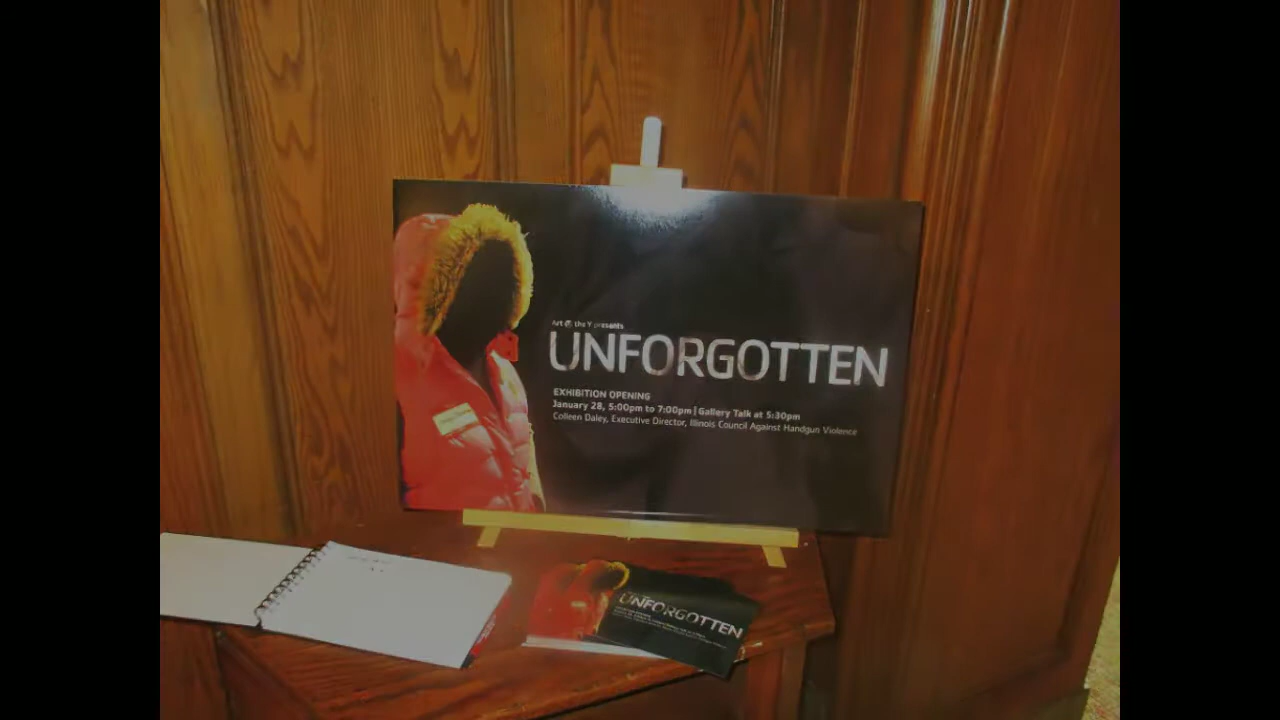 Art @ the Y presents
UNFORGOTTEN
EXHIBITION OPENING
January 28, 5:00pm to 7:00pm | Gallery Talk at 5:30pm
Colleen Daley, Executive Director, Illinois Council Against Handgun Violence
UNFORGOTTEN